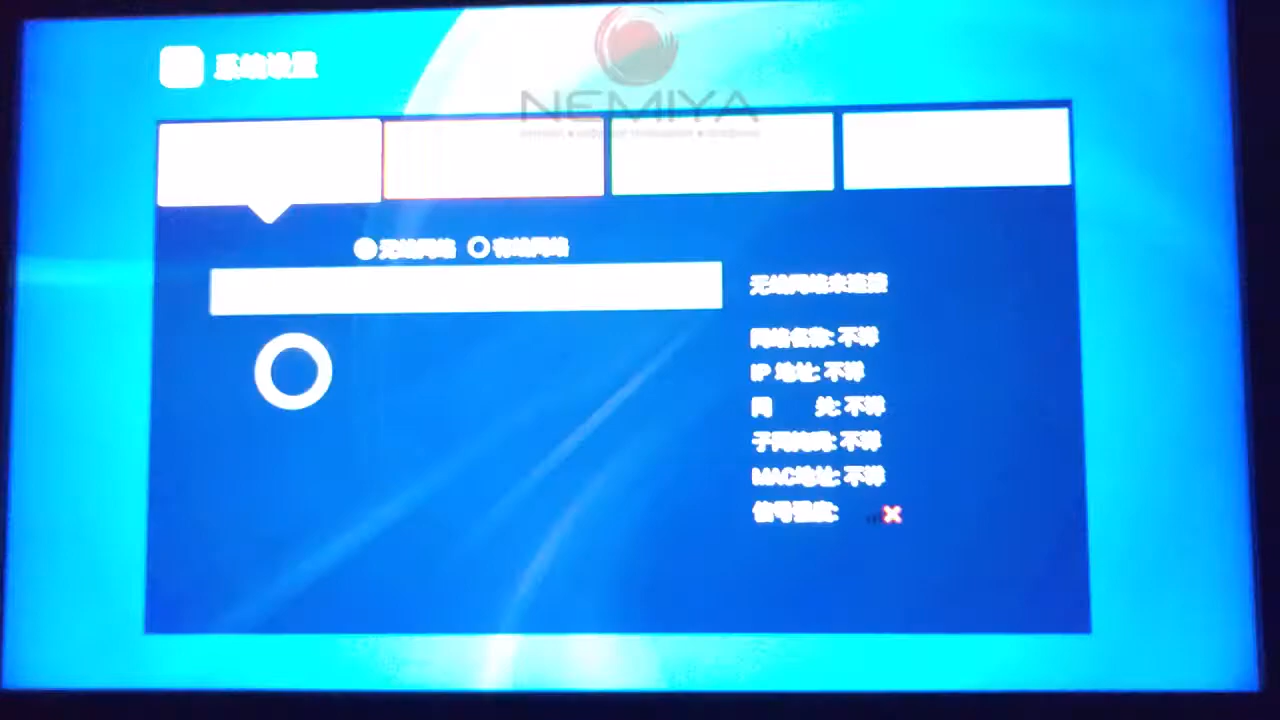 系统设置
NEMIYA
无线网络 有线网络
无线网络未连接
网络名称: 不详
IP 地址: 不详
网 关: 不详
子网掩码: 不详
MAC地址: 不详
信号强度: